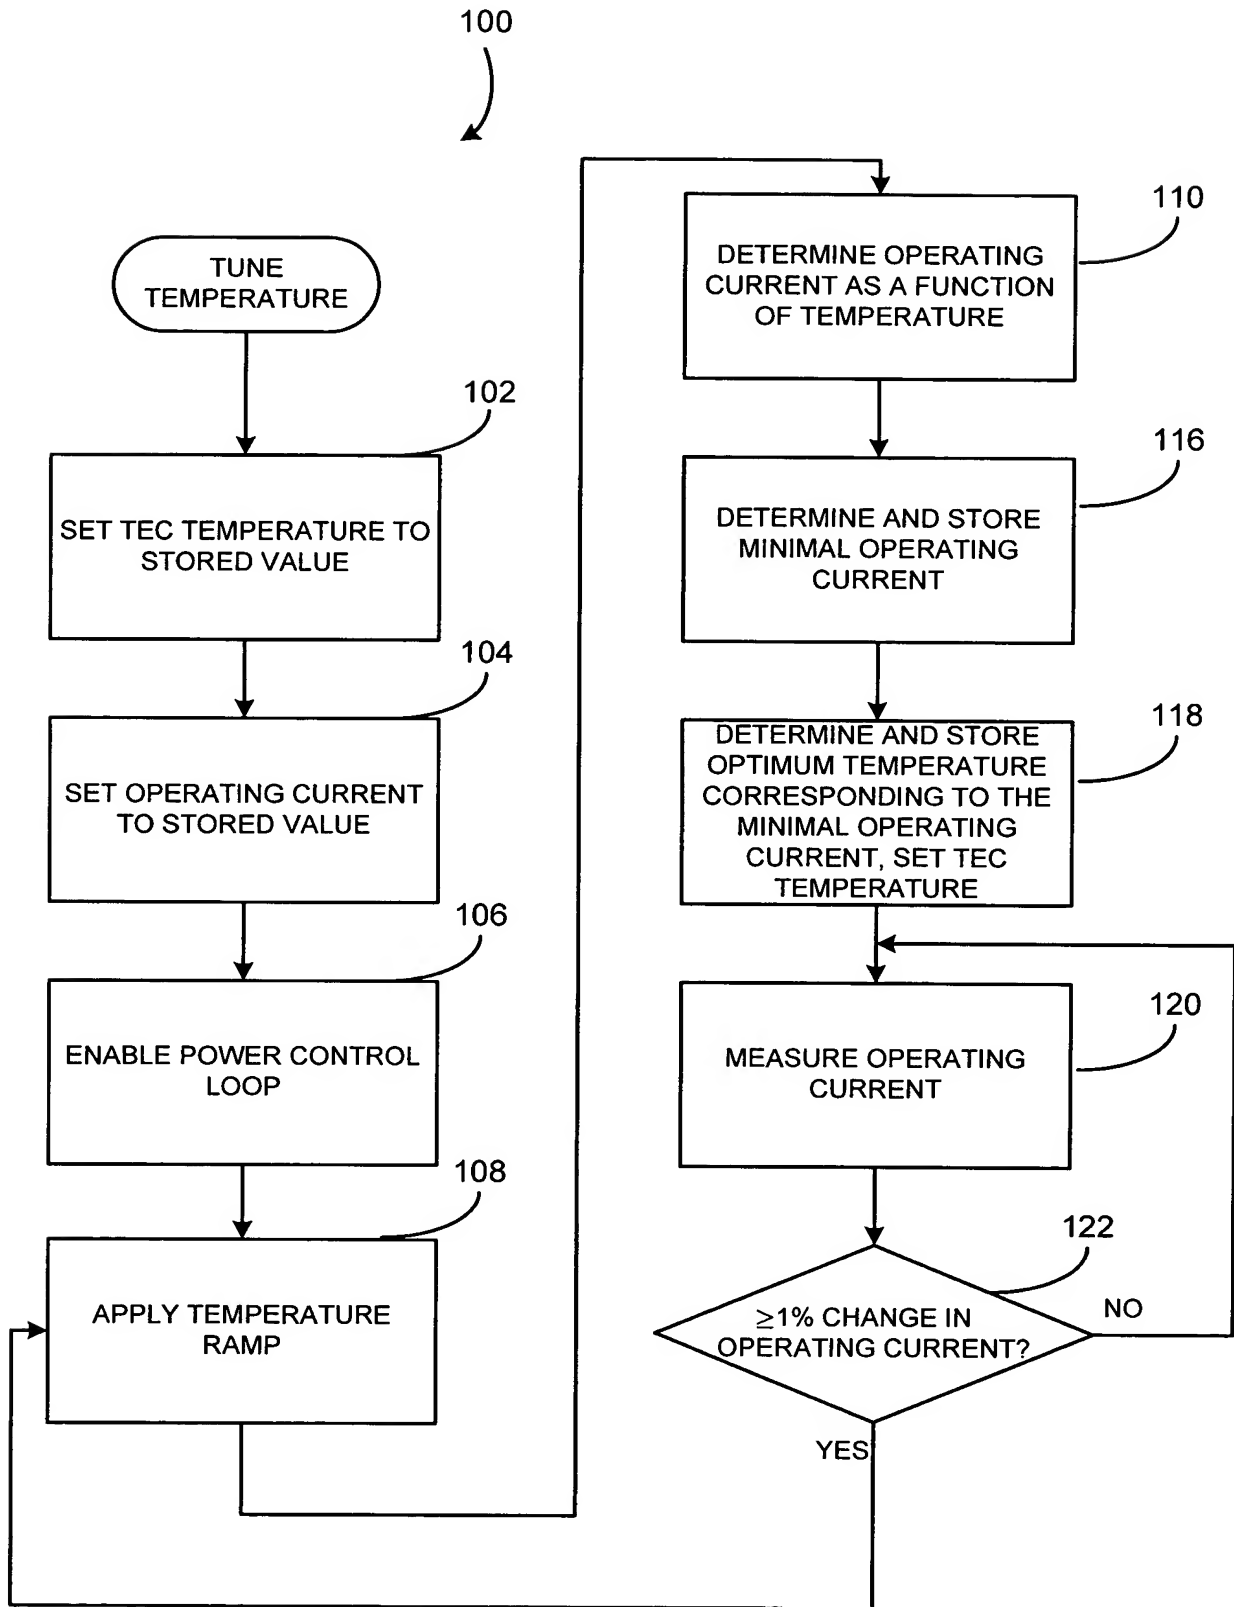 100
TUNE
TEMPERATURE
102
SET TEC TEMPERATURE TO
STORED VALUE
104
SET OPERATING CURRENT
TO STORED VALUE
106
ENABLE POWER CONTROL
LOOP
108
APPLY TEMPERATURE
RAMP
110
DETERMINE OPERATING
CURRENT AS A FUNCTION
OF TEMPERATURE
116
DETERMINE AND STORE
MINIMAL OPERATING
CURRENT
118
DETERMINE AND STORE
OPTIMUM TEMPERATURE
CORRESPONDING TO THE
MINIMAL OPERATING
CURRENT, SET TEC
TEMPERATURE
120
MEASURE OPERATING
CURRENT
122
≥1% CHANGE IN
OPERATING CURRENT?
NO
YES